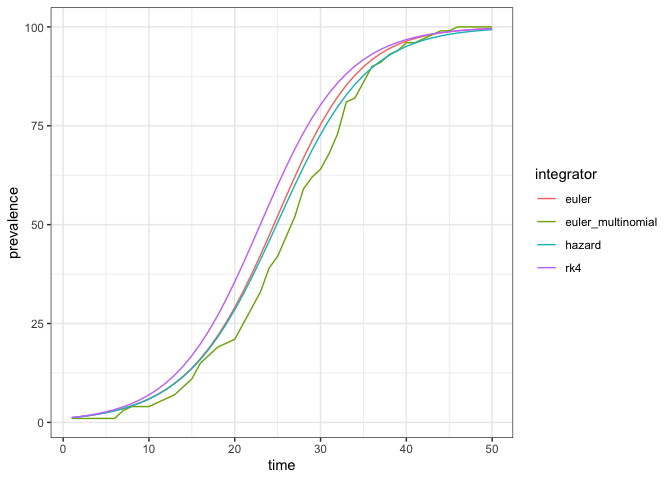 100
75
50
25
0
prevalence
0 10 20 30 40 50
time
integrator
euler
euler_multinomial
hazard
rk4